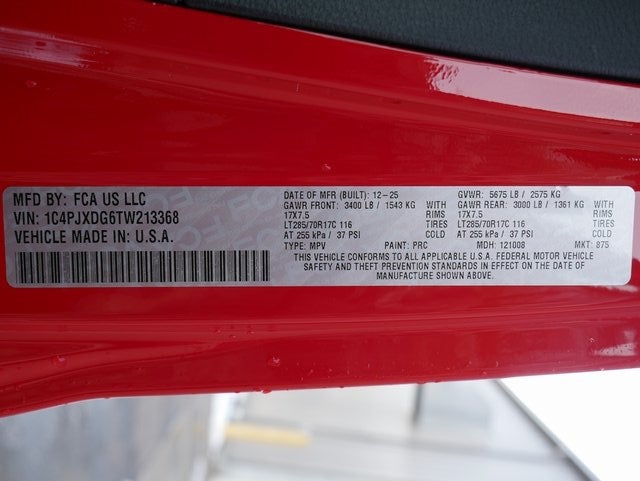 MFD BY: FCA US LLC
VIN: 1C4PJXDG6TW213368
VEHICLE MADE IN: U.S.A.
DATE OF MFR (BUILT): 12-25 GVWR: 5675 LB / 2575 KG
GAWR FRONT: 3400 LB / 1543 KG WITH GAWR REAR: 3000 LB / 1361 KG WITH
17X7.5 RIMS 17X7.5 RIMS
LT285/70R17C 116 TIRES LT285/70R17C 116 TIRES
AT 255 kPa / 37 PSI COLD AT 255 kPa / 37 PSI COLD
TYPE: MPV PAINT: PRC MDH: 121008 MKT: 875
THIS VEHICLE CONFORMS TO ALL APPLICABLE U.S.A. FEDERAL MOTOR VEHICLE
SAFETY AND THEFT PREVENTION STANDARDS IN EFFECT ON THE DATE OF
MANUFACTURE SHOWN ABOVE.